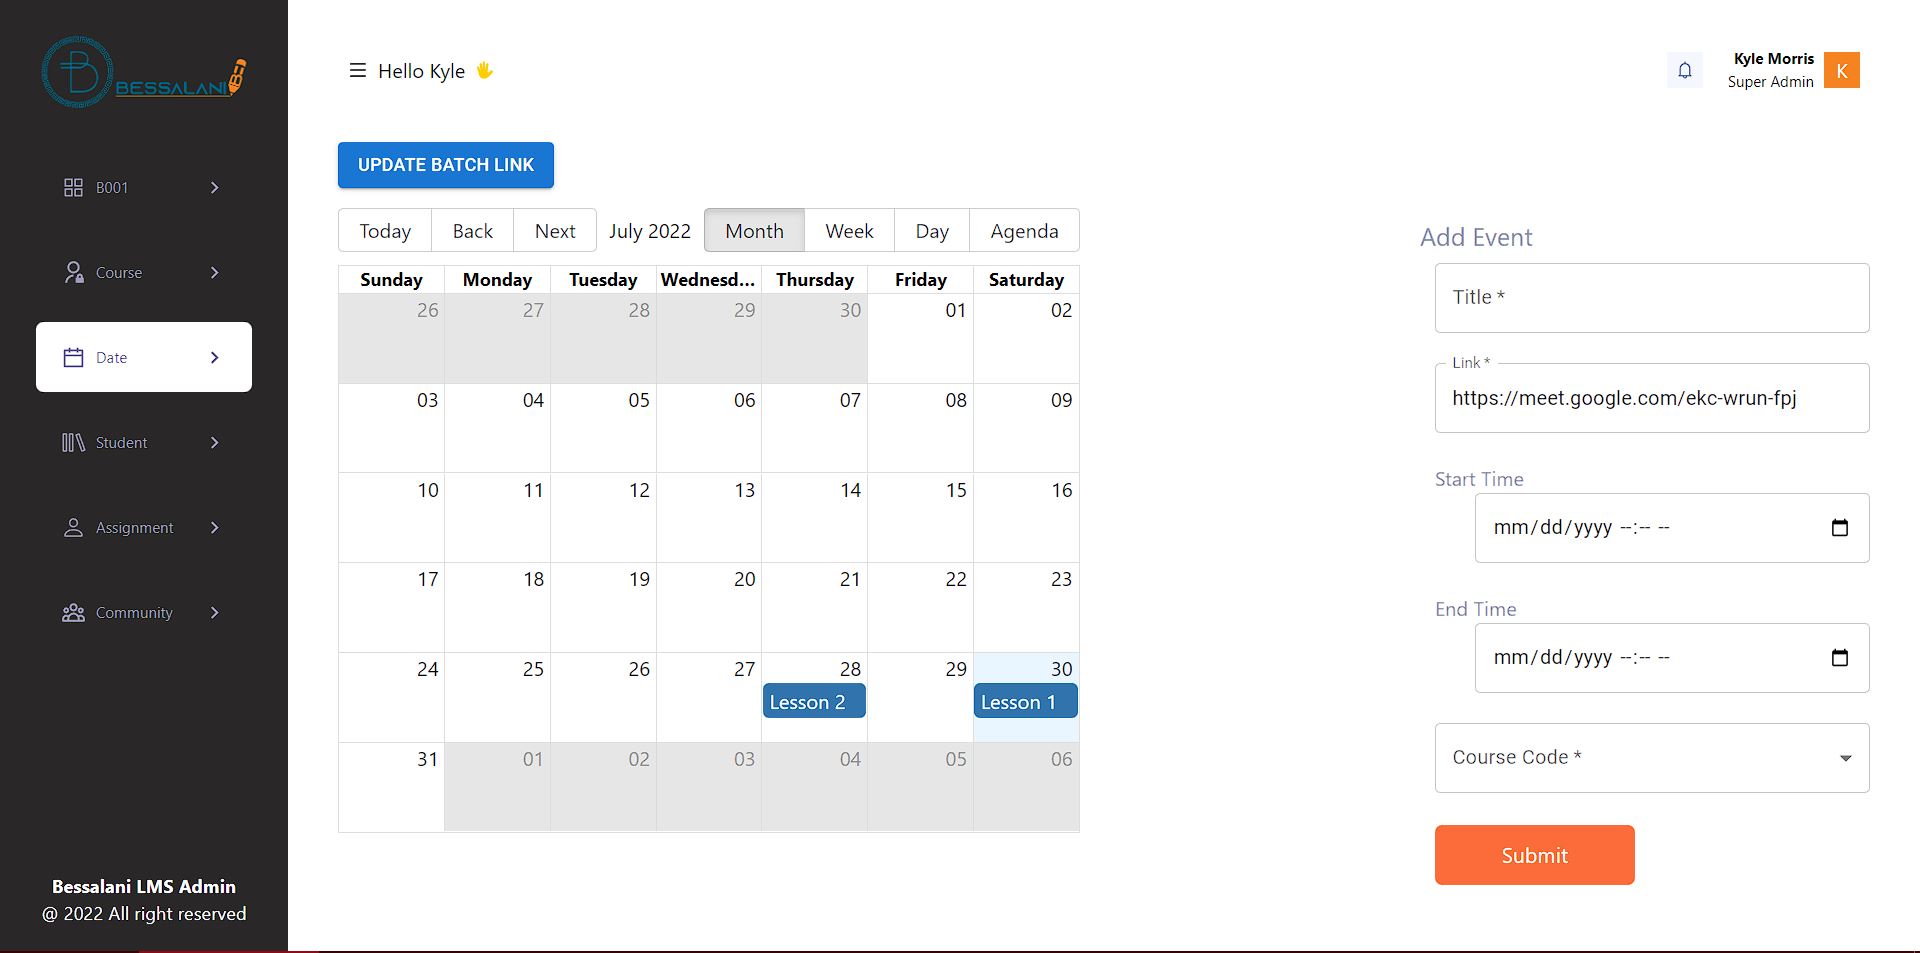 BESSALANI
B001
Course
Date
Student
Assignment
Community
Bessalani LMS Admin
@ 2022 All right reserved
Hello Kyle 🖐
Kyle Morris
Super Admin
K
UPDATE BATCH LINK
Today Back Next July 2022 Month Week Day Agenda
Sunday Monday Tuesday Wednesd... Thursday Friday Saturday
26 27 28 29 30 01 02
03 04 05 06 07 08 09
10 11 12 13 14 15 16
17 18 19 20 21 22 23
24 25 26 27 28 29 30
Lesson 2 Lesson 1
31 01 02 03 04 05 06
Add Event
Title *
Link *
https://meet.google.com/ekc-wrun-fpj
Start Time
mm/dd/yyyy --:-- --
End Time
mm/dd/yyyy --:-- --
Course Code *
Submit